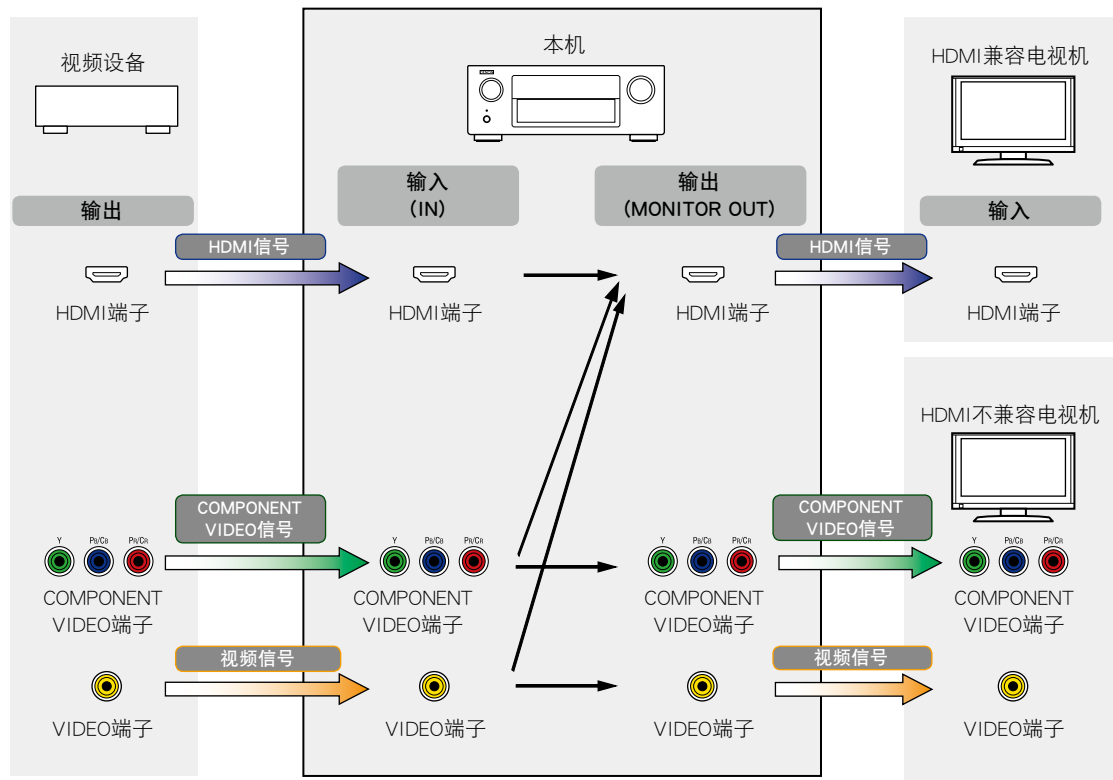 视频设备
本机
HDMI兼容电视机
DENON
输出
输入
(IN)
输出
(MONITOR OUT)
输入
HDMI信号
HDMI信号
HDMI端子
HDMI端子
HDMI端子
HDMI端子
HDMI不兼容电视机
COMPONENT
VIDEO信号
COMPONENT
VIDEO信号
Y PB/CB PR/CR
Y PB/CB PR/CR
Y PB/CB PR/CR
Y PB/CB PR/CR
COMPONENT
VIDEO端子
COMPONENT
VIDEO端子
COMPONENT
VIDEO端子
COMPONENT
VIDEO端子
视频信号
视频信号
VIDEO端子
VIDEO端子
VIDEO端子
VIDEO端子